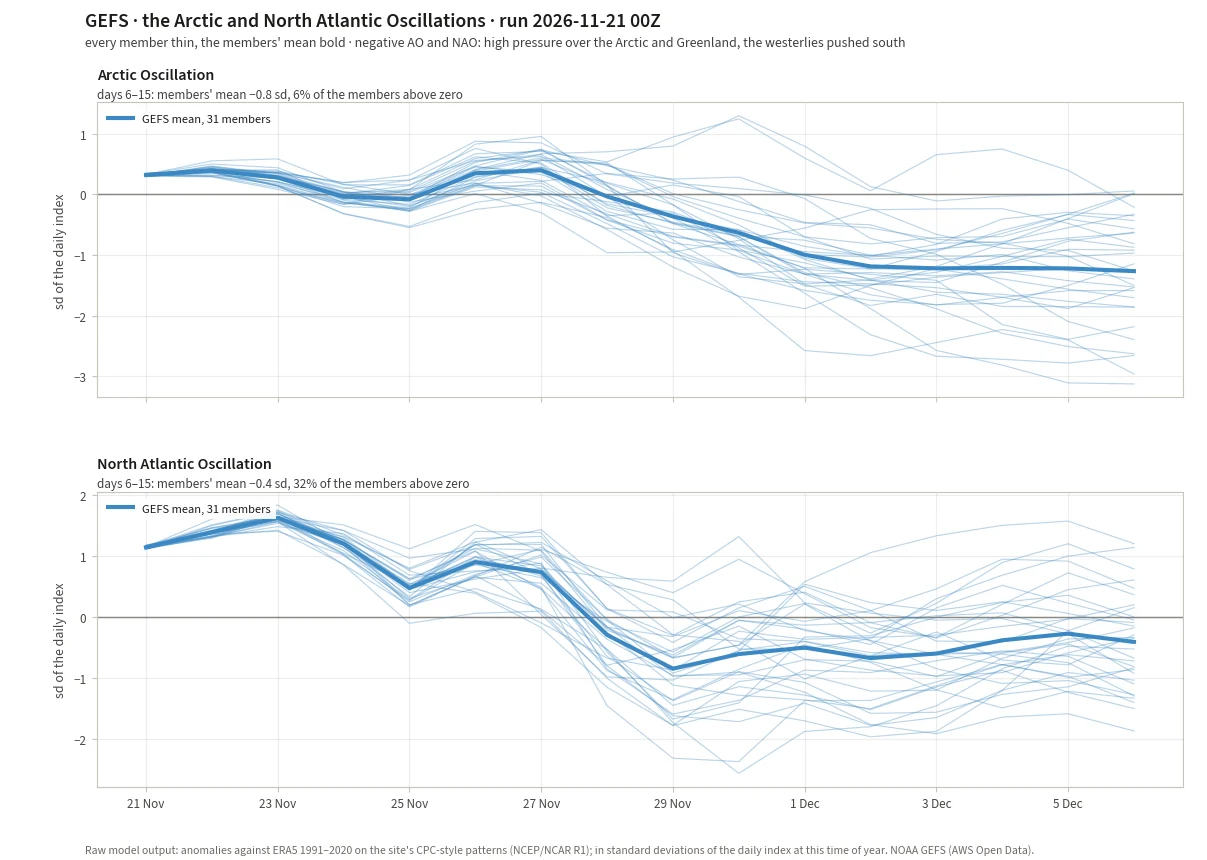 GEFS · the Arctic and North Atlantic Oscillations · run 2026-11-21 00Z
every member thin, the members' mean bold · negative AO and NAO: high pressure over the Arctic and Greenland, the westerlies pushed south
Arctic Oscillation
days 6–15: members' mean −0.8 sd, 6% of the members above zero
GEFS mean, 31 members
1
0
−1
−2
−3
sd of the daily index
North Atlantic Oscillation
days 6–15: members' mean −0.4 sd, 32% of the members above zero
GEFS mean, 31 members
2
1
0
−1
−2
sd of the daily index
21 Nov 23 Nov 25 Nov 27 Nov 29 Nov 1 Dec 3 Dec 5 Dec
Raw model output: anomalies against ERA5 1991–2020 on the site's CPC-style patterns (NCEP/NCAR R1); in standard deviations of the daily index at this time of year. NOAA GEFS (AWS Open Data).